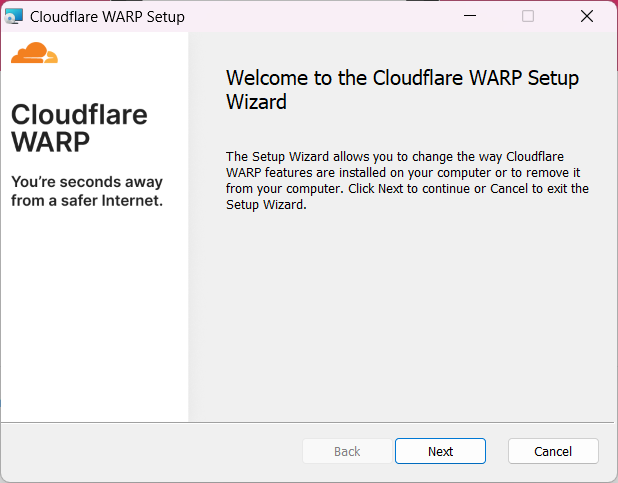 Cloudflare WARP Setup
Cloudflare
WARP
You're seconds away
from a safer Internet.
Welcome to the Cloudflare WARP Setup
Wizard
The Setup Wizard allows you to change the way Cloudflare
WARP features are installed on your computer or to remove it
from your computer. Click Next to continue or Cancel to exit the
Setup Wizard.
Back
Next
Cancel